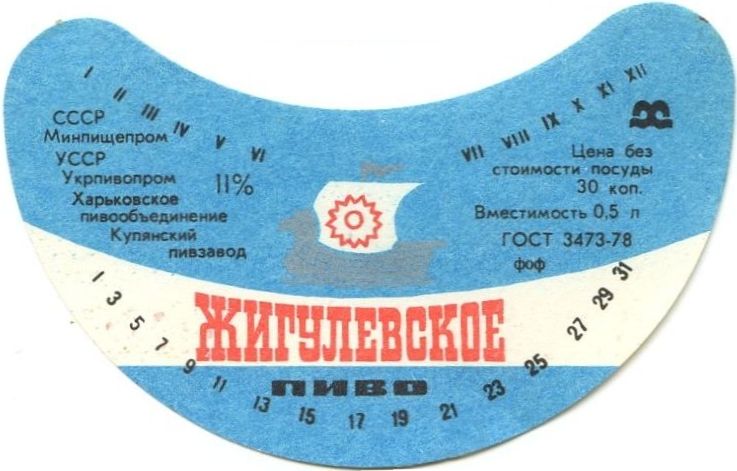 I II III IV V VI
VII VIII IX X XI XII
СССР
Минпищепром
УССР
Укрпивопром
Харьковское
пивообъединение
Купянский
пивзавод
11%
Цена без
стоимости посуды
30 коп.
Вместимость 0,5 л
ГОСТ 3473-78
фоф
ЖИГУЛЕВСКОЕ
ПИВО
1 3 5 7 9 11 13 15 17 19 21 23 25 27 29 31